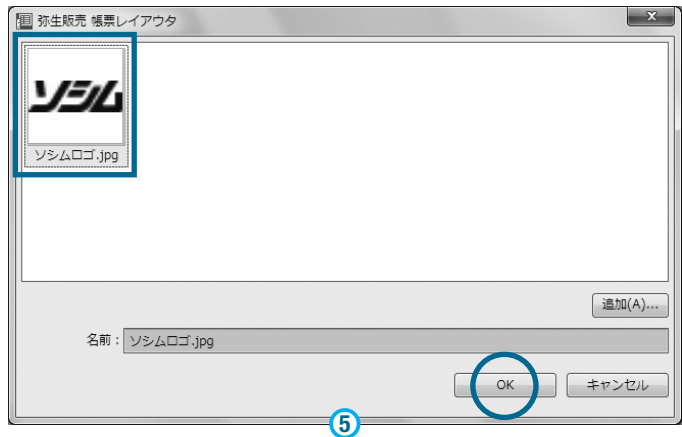 弥生販売 帳票レイアウタ
ソシム
ソシムロゴ.jpg
追加(A)...
名前： ソシムロゴ.jpg
OK キャンセル
⑤